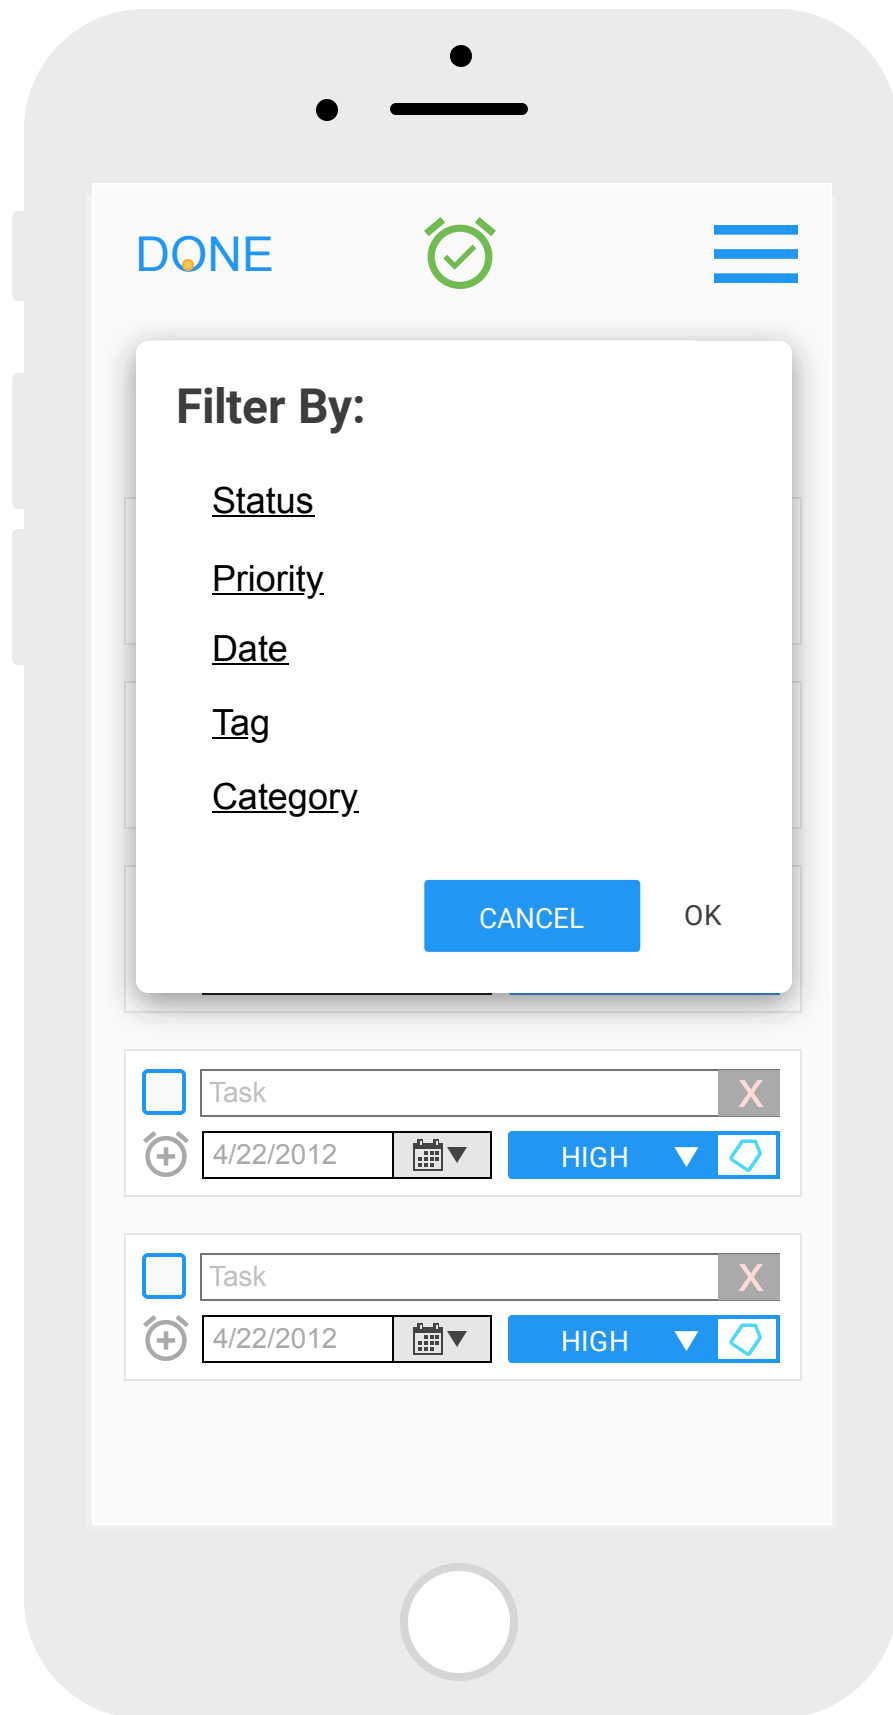 DONE
Filter By:
Status
Priority
Date
Tag
Category
CANCEL OK
Task X
4/22/2012 HIGH
Task X
4/22/2012 HIGH